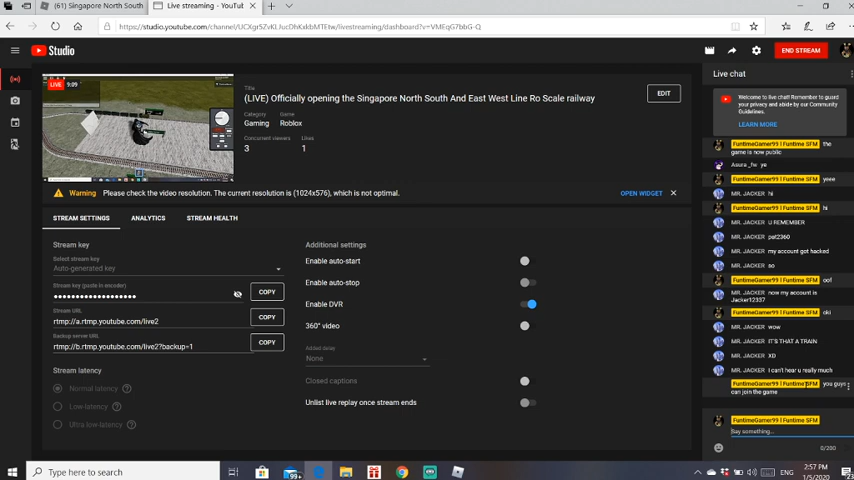 (61) Singapore North South
Live streaming - YouTub
https://studio.youtube.com/channel/UCXgr5ZvKLJucDhKxkbMTEtw/livestreaming/dashboard?v=VMEqG7bbG-Q
Studio
END STREAM
LIVE 9:09
Title
(LIVE) Officially opening the Singapore North South And East West Line Ro Scale railway
EDIT
Category
Genre
Gaming
Roblox
Concurrent viewers
Likes
3
1
Warning
Please check the video resolution. The current resolution is (1024x576), which is not optimal.
OPEN WIDGET
STREAM SETTINGS
ANALYTICS
STREAM HEALTH
Stream key
Select stream key
Auto-generated key
Stream key (paste in encoder)
COPY
Stream URL
rtmp://a.rtmp.youtube.com/live2
COPY
Backup server URL
rtmp://b.rtmp.youtube.com/live2?backup=1
COPY
Stream latency
Normal latency
Low-latency
Ultra low-latency
Additional settings
Enable auto-start
Enable auto-stop
Enable DVR
360° video
Added delay
None
Closed captions
Unlist live replay once stream ends
Live chat
Welcome to live chat! Remember to guard
your privacy and abide by our Community
Guidelines.
LEARN MORE
FuntimeGamer99 | Funtime SFM the
game is now public
Asura_fw ye
FuntimeGamer99 | Funtime SFM yeee
MR. JACKER hi
FuntimeGamer99 | Funtime SFM hi
MR. JACKER U REMEMBER
MR. JACKER pat2360
MR. JACKER my account got hacked
MR. JACKER so
FuntimeGamer99 | Funtime SFM oof
MR. JACKER now my account is
Jacker12337
FuntimeGamer99 | Funtime SFM oki
MR. JACKER wow
MR. JACKER IT'S THAT A TRAIN
MR. JACKER XD
MR. JACKER I can't hear u really much
FuntimeGamer99 | Funtime SFM you guys
can join the game
FuntimeGamer99 | Funtime SFM
Say something...
0/200
Type here to search
99+
ENG
2:57 PM
1/5/2020